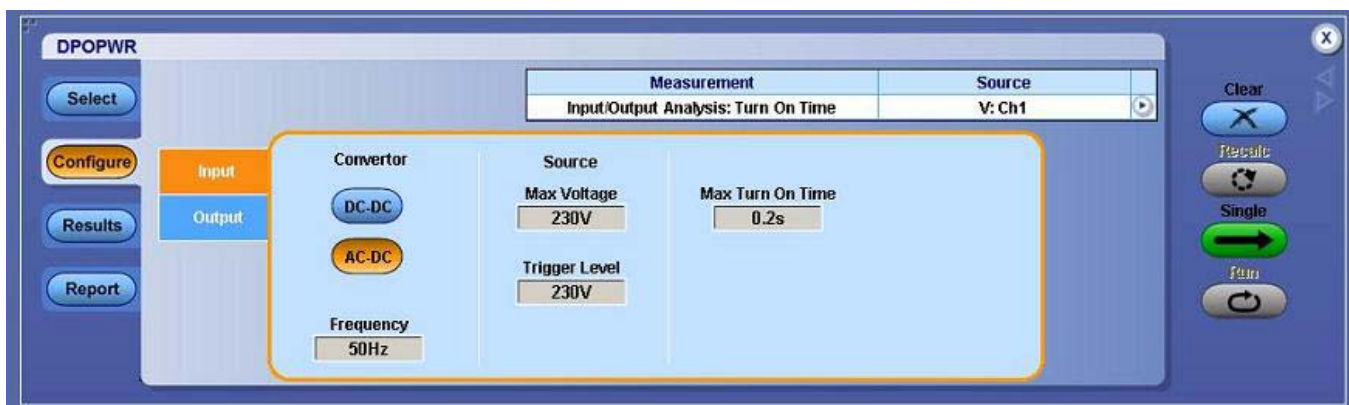 DPOPWR
Select
Configure
Results
Report
Measurement Source
Input/Output Analysis: Turn On Time V: Ch1
Input
Output
Convertor
DC-DC
AC-DC
Frequency
50Hz
Source
Max Voltage
230V
Trigger Level
230V
Max Turn On Time
0.2s
X
Clear
Recalc
Single
Run